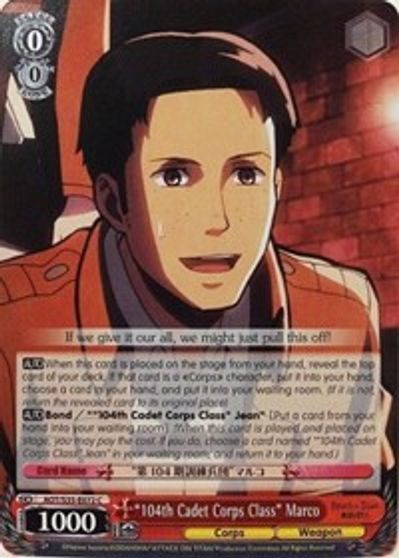 0
0
If we give it our all, we might just pull this off!
AUTO When this card is placed on the stage from your hand, reveal the
top card of your deck. If that card is a «Corps» character, put it into your hand,
choose a card in your hand, and put it into your waiting room. (If it is not,
return the revealed card to its original place)
AUTO Bond / ""104th Cadet Corps Class" Jean" [Put a card from
your hand into your waiting room] (When this card is played and placed on stage,
you may pay the cost. If you do, choose a card named ""104th Cadet
Corps Class" Jean" in your waiting room, and return it to your hand.)
Card Name
"第104期訓練兵団" マルコ
1000
"104th Cadet Corps Class" Marco
Corps
Weapon